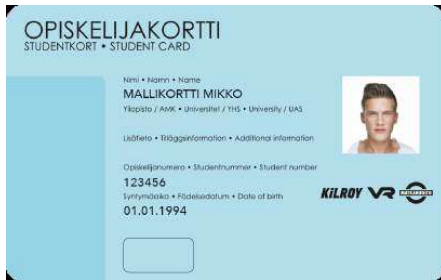 OPISKELIJAKORTTI
STUDENTKORT • STUDENT CARD
Nimi • Namn • Name
MALLIKORTTI MIKKO
Yliopisto / AMK • Universitet / YHS • University / UAS
Lisätieto • Tilläggsinformation • Additional information
Opiskelijanumero • Studentnummer • Student number
123456
Syntymäaika • Födelsedatum • Date of birth
01.01.1994
KILROY VR MATKAHUOLTO